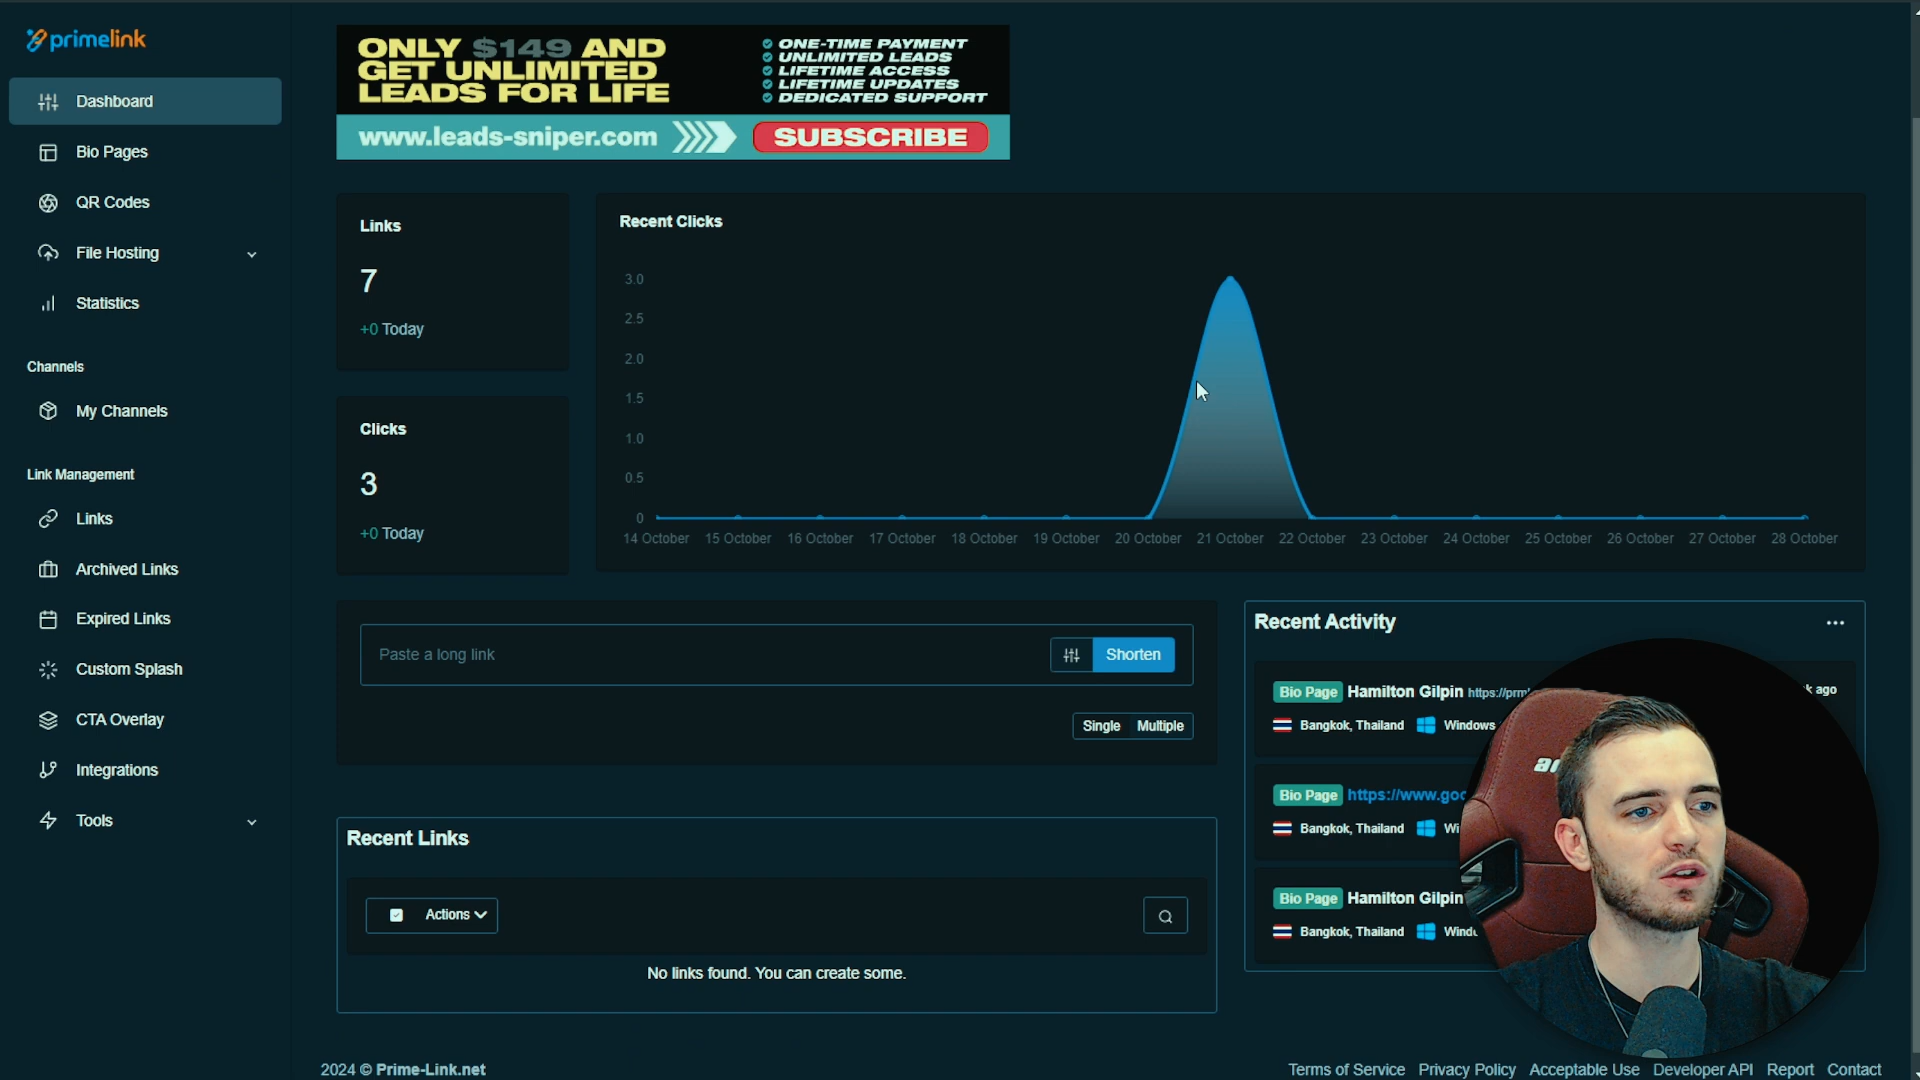 primelink
Dashboard
Bio Pages
QR Codes
File Hosting
Statistics
Channels
My Channels
Link Management
Links
Archived Links
Expired Links
Custom Splash
CTA Overlay
Integrations
Tools
ONLY $149 AND
GET UNLIMITED
LEADS FOR LIFE
ONE-TIME PAYMENT
UNLIMITED LEADS
LIFETIME ACCESS
LIFETIME UPDATES
DEDICATED SUPPORT
www.leads-sniper.com
SUBSCRIBE
Links
7
+0 Today
Clicks
3
+0 Today
Recent Clicks
3.0
2.5
2.0
1.5
1.0
0.5
0
14 October 15 October 16 October 17 October 18 October 19 October 20 October 21 October 22 October 23 October 24 October 25 October 26 October 27 October 28 October
Paste a long link
Shorten
Single Multiple
Recent Links
Actions
No links found. You can create some.
Recent Activity
Bio Page Hamilton Gilpin https://prml ago
Bangkok, Thailand Windows
Bio Page https://www.goo
Bangkok, Thailand Wi
Bio Page Hamilton Gilpin
Bangkok, Thailand Windo
2024 © Prime-Link.net
Terms of Service Privacy Policy Acceptable Use Developer API Report Contact